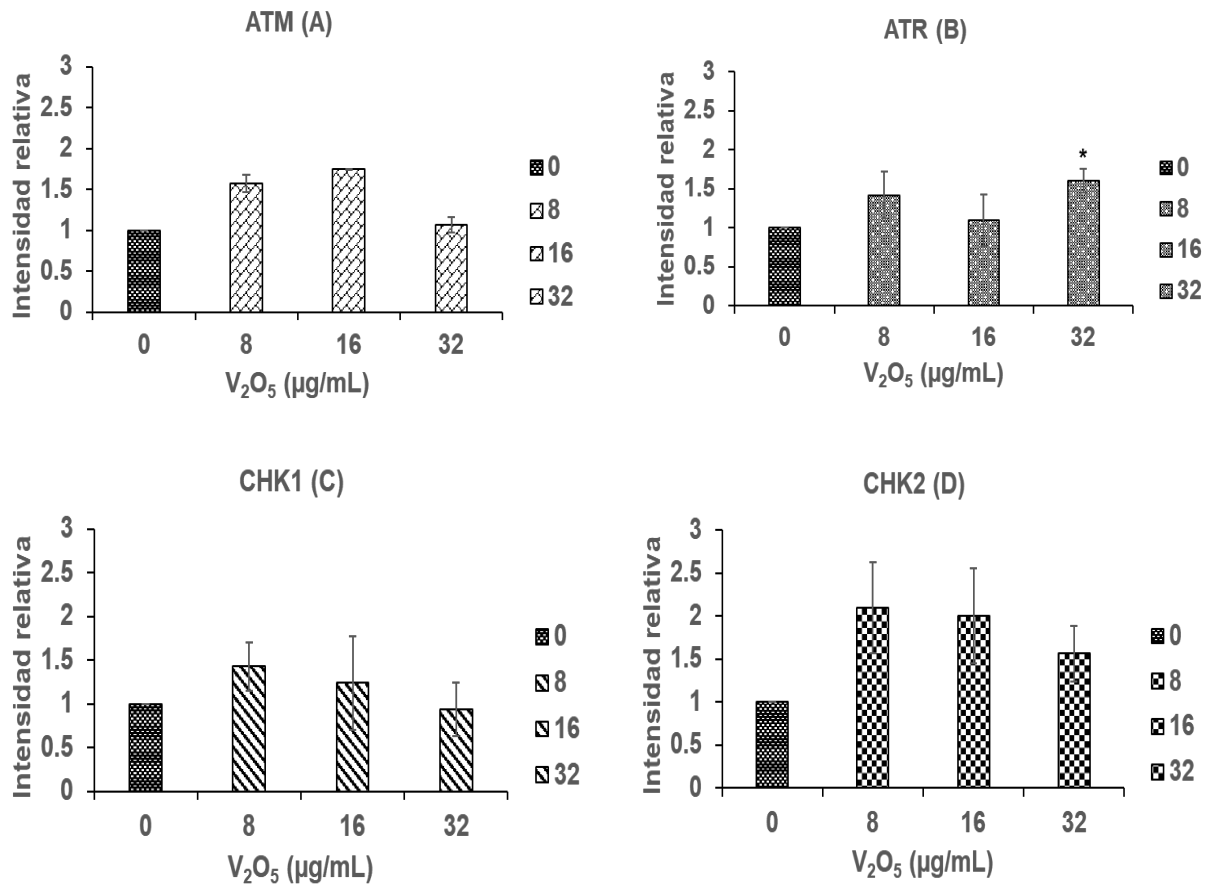 ATM (A)
Intensidad relativa
3
2.5
2
1.5
1
0.5
0
0 8 16 32
V₂O₅ (µg/mL)
0
8
16
32
ATR (B)
Intensidad relativa
3
2.5
2
1.5
1
0.5
0
*
0 8 16 32
V₂O₅ (µg/mL)
0
8
16
32
CHK1 (C)
Intensidad relativa
3
2.5
2
1.5
1
0.5
0
0 8 16 32
V₂O₅ (µg/mL)
0
8
16
32
CHK2 (D)
Intensidad relativa
3
2.5
2
1.5
1
0.5
0
0 8 16 32
V₂O₅ (µg/mL)
0
8
16
32